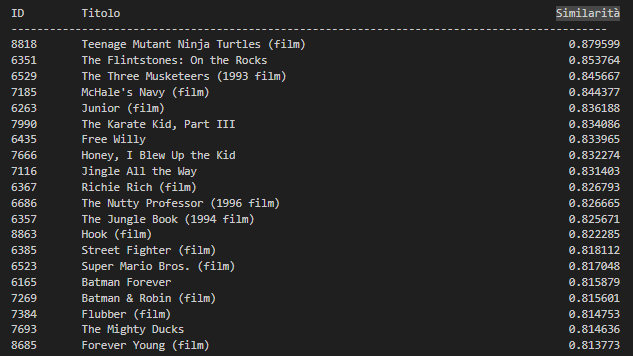 ID Titolo Similarità
--------------------------------------------------------------------------------
8818 Teenage Mutant Ninja Turtles (film) 0.879599
6351 The Flintstones: On the Rocks 0.853764
6529 The Three Musketeers (1993 film) 0.845667
7185 McHale's Navy (film) 0.844377
6263 Junior (film) 0.836188
7990 The Karate Kid, Part III 0.834086
6435 Free Willy 0.833965
7666 Honey, I Blew Up the Kid 0.832274
7116 Jingle All the Way 0.831403
6367 Richie Rich (film) 0.826793
6686 The Nutty Professor (1996 film) 0.826665
6357 The Jungle Book (1994 film) 0.825671
8863 Hook (film) 0.822285
6385 Street Fighter (film) 0.818112
6523 Super Mario Bros. (film) 0.817048
6165 Batman Forever 0.815879
7269 Batman & Robin (film) 0.815601
7384 Flubber (film) 0.814753
7693 The Mighty Ducks 0.814636
8685 Forever Young (film) 0.813773